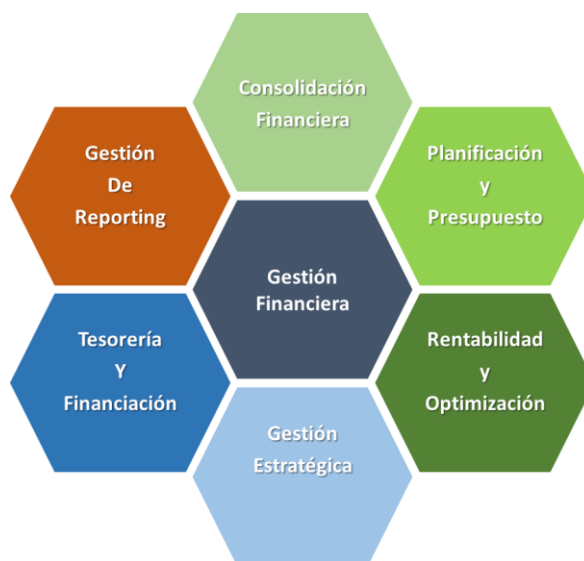 Consolidación
Financiera
Gestión
De
Reporting
Planificación
y
Presupuesto
Gestión
Financiera
Tesorería
Y
Financiación
Rentabilidad
y
Optimización
Gestión
Estratégica